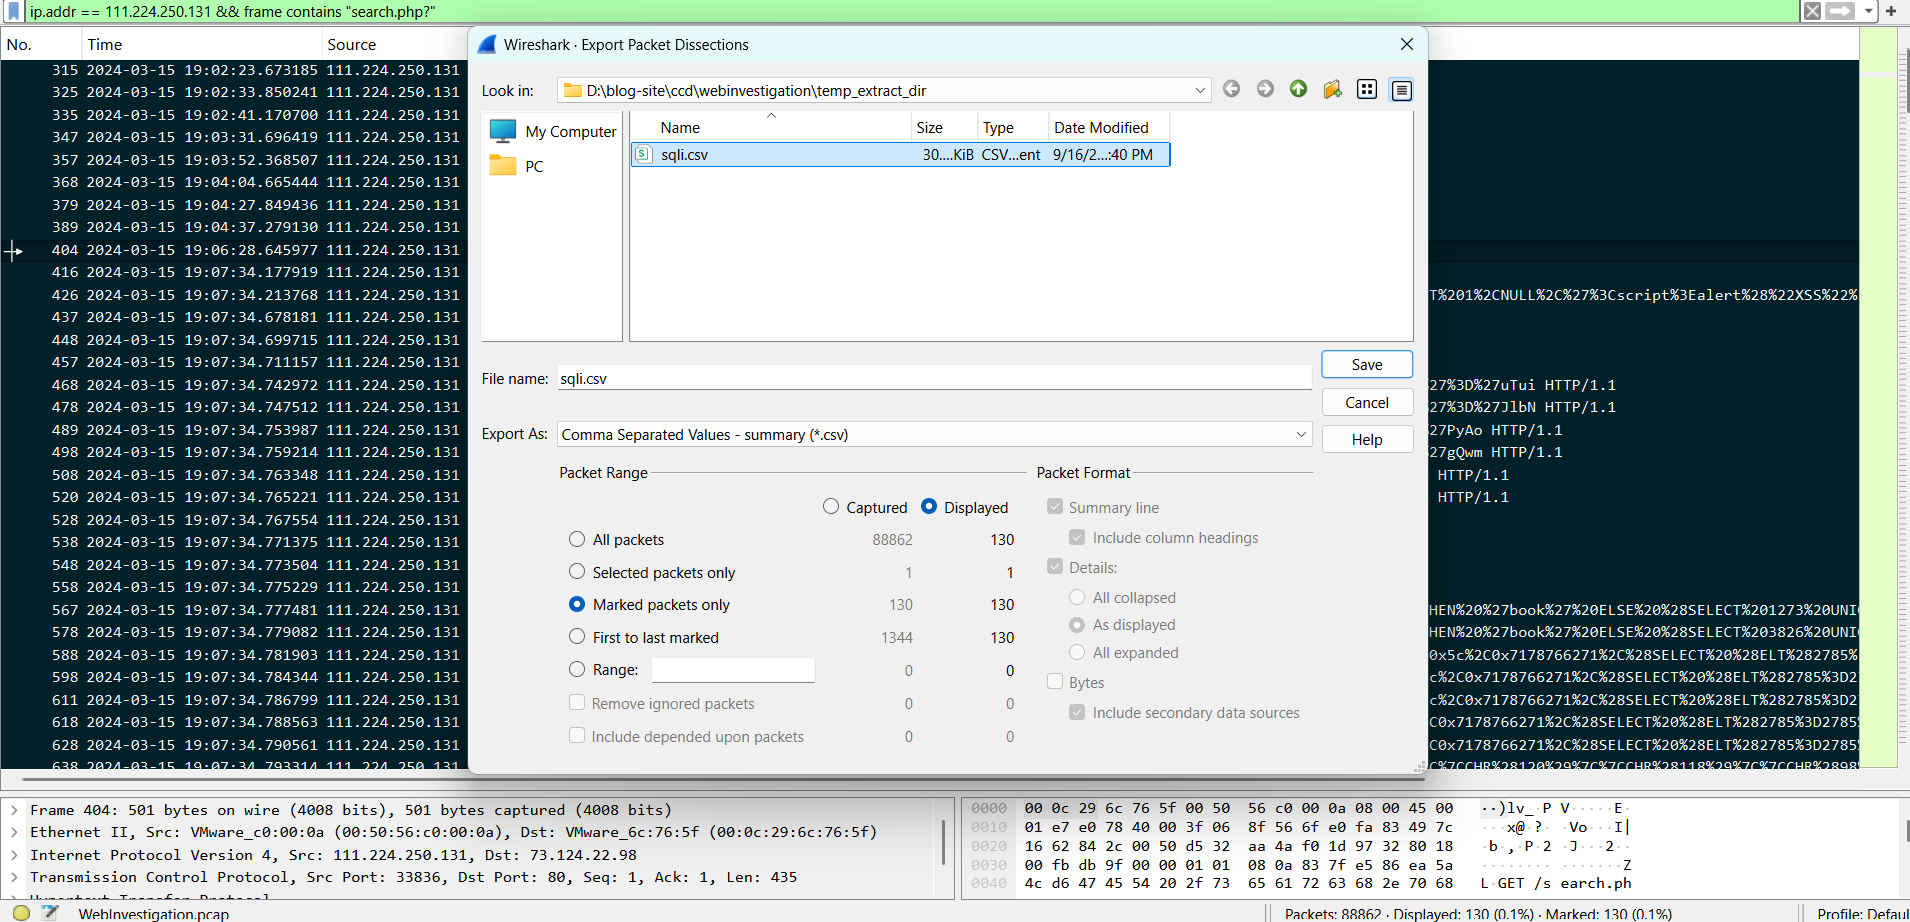 ip.addr == 111.224.250.131 && frame contains "search.php?"
No. Time Source
315 2024-03-15 19:02:23.673185 111.224.250.131
325 2024-03-15 19:02:33.850241 111.224.250.131
335 2024-03-15 19:02:41.170700 111.224.250.131
347 2024-03-15 19:03:31.696419 111.224.250.131
357 2024-03-15 19:03:52.368507 111.224.250.131
368 2024-03-15 19:04:04.665444 111.224.250.131
379 2024-03-15 19:04:27.849436 111.224.250.131
389 2024-03-15 19:04:37.279130 111.224.250.131
404 2024-03-15 19:06:28.645977 111.224.250.131
416 2024-03-15 19:07:34.177919 111.224.250.131
426 2024-03-15 19:07:34.213768 111.224.250.131 T%201%2CNULL%2C%27%3Cscript%3Ealert%28%22XSS%22%
437 2024-03-15 19:07:34.678181 111.224.250.131
448 2024-03-15 19:07:34.699715 111.224.250.131
457 2024-03-15 19:07:34.711157 111.224.250.131
468 2024-03-15 19:07:34.742972 111.224.250.131 27%3D%27uTui HTTP/1.1
478 2024-03-15 19:07:34.747512 111.224.250.131 27%3D%27JlbN HTTP/1.1
489 2024-03-15 19:07:34.753987 111.224.250.131 27PyAo HTTP/1.1
498 2024-03-15 19:07:34.759214 111.224.250.131 27gQwm HTTP/1.1
508 2024-03-15 19:07:34.763348 111.224.250.131 HTTP/1.1
520 2024-03-15 19:07:34.765221 111.224.250.131 HTTP/1.1
528 2024-03-15 19:07:34.767554 111.224.250.131
538 2024-03-15 19:07:34.771375 111.224.250.131
548 2024-03-15 19:07:34.773504 111.224.250.131
558 2024-03-15 19:07:34.775229 111.224.250.131
567 2024-03-15 19:07:34.777481 111.224.250.131 HEN%20%27book%27%20ELSE%20%28SELECT%201273%20UNI
578 2024-03-15 19:07:34.779082 111.224.250.131 HEN%20%27book%27%20ELSE%20%28SELECT%203826%20UNI
588 2024-03-15 19:07:34.781903 111.224.250.131 0x5c%2C0x7178766271%2C%28SELECT%20%28ELT%282785%
598 2024-03-15 19:07:34.784344 111.224.250.131 c%2C0x7178766271%2C%28SELECT%20%28ELT%282785%3D2
611 2024-03-15 19:07:34.786799 111.224.250.131 c%2C0x7178766271%2C%28SELECT%20%28ELT%282785%3D2
618 2024-03-15 19:07:34.788563 111.224.250.131 C0x7178766271%2C%28SELECT%20%28ELT%282785%3D2785
628 2024-03-15 19:07:34.790561 111.224.250.131 C0x7178766271%2C%28SELECT%20%28ELT%282785%3D2785
638 2024-03-15 19:07:34.793314 111.224.250.131 C%7CCHR%28120%29%7C%7CCHR%28118%29%7C%7CCHR%2898
Wireshark · Export Packet Dissections
Look in: D:\blog-site\ccd\webinvestigation\temp_extract_dir
My Computer
PC
Name Size Type Date Modified
sqli.csv 30....KiB CSV...ent 9/16/2...:40 PM
File name: sqli.csv
Save
Cancel
Export As: Comma Separated Values - summary (*.csv)
Help
Packet Range
Captured Displayed
All packets 88862 130
Selected packets only 1 1
Marked packets only 130 130
First to last marked 1344 130
Range: 0 0
Remove ignored packets 0 0
Include depended upon packets 0 0
Packet Format
Summary line
Include column headings
Details:
All collapsed
As displayed
All expanded
Bytes
Include secondary data sources
Frame 404: 501 bytes on wire (4008 bits), 501 bytes captured (4008 bits)
Ethernet II, Src: VMware_c0:00:0a (00:50:56:c0:00:0a), Dst: VMware_6c:76:5f (00:0c:29:6c:76:5f)
Internet Protocol Version 4, Src: 111.224.250.131, Dst: 73.124.22.98
Transmission Control Protocol, Src Port: 33836, Dst Port: 80, Seq: 1, Ack: 1, Len: 435
Hypertext Transfer Protocol
0000 00 0c 29 6c 76 5f 00 50 56 c0 00 0a 08 00 45 00 ··)lv_·P V·····E·
0010 01 e7 e0 78 40 00 3f 06 8f 56 6f e0 fa 83 49 7c ···x@·?· ·Vo···I|
0020 16 62 84 2c 00 50 d5 32 aa 4a f0 1d 97 32 80 18 ·b·,·P·2 ·J···2··
0030 00 fb db 9f 00 00 01 01 08 0a 83 7f e5 86 ea 5a ········ ·······Z
0040 4c d6 47 45 54 20 2f 73 65 61 72 63 68 2e 70 68 L·GET /s earch.ph
WebInvestigation.pcap
Packets: 88862 · Displayed: 130 (0.1%) · Marked: 130 (0.1%)
Profile: Defaul